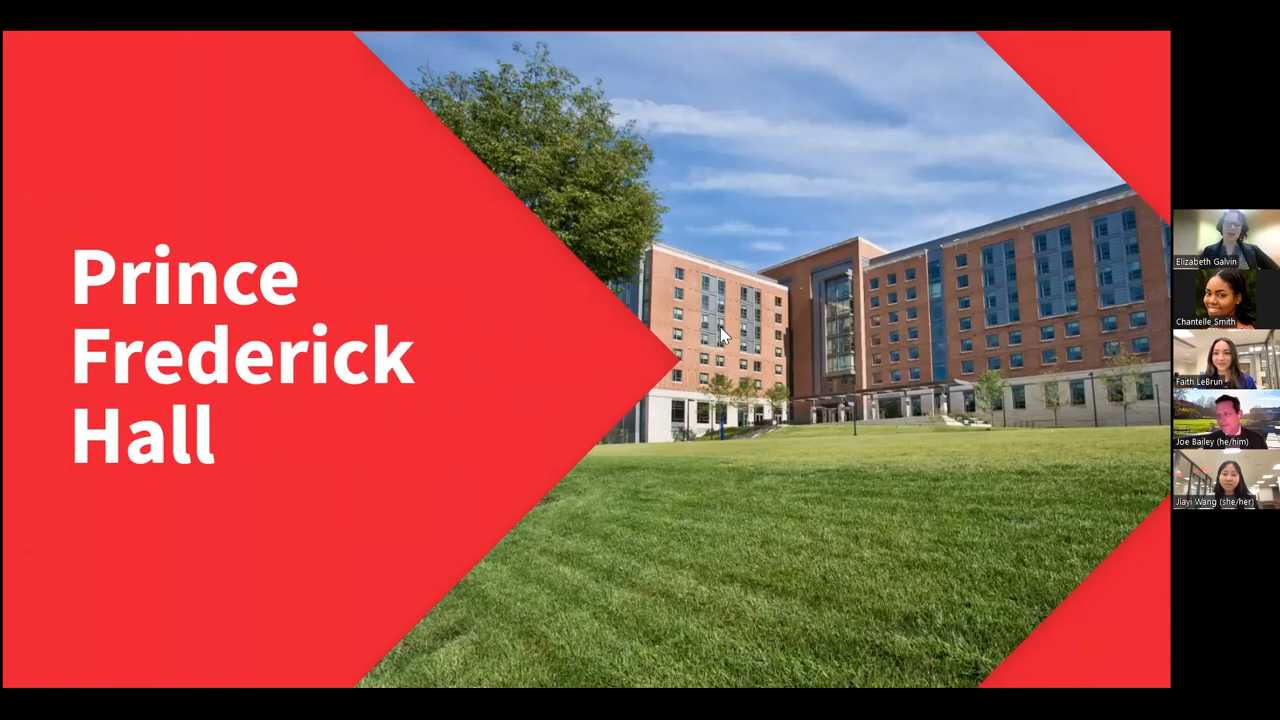 Prince
Frederick
Hall
Elizabeth Galvin
Chantelle Smith
Faith LeBrun
Joe Bailey (he/him)
Jiayi Wang (she/her)